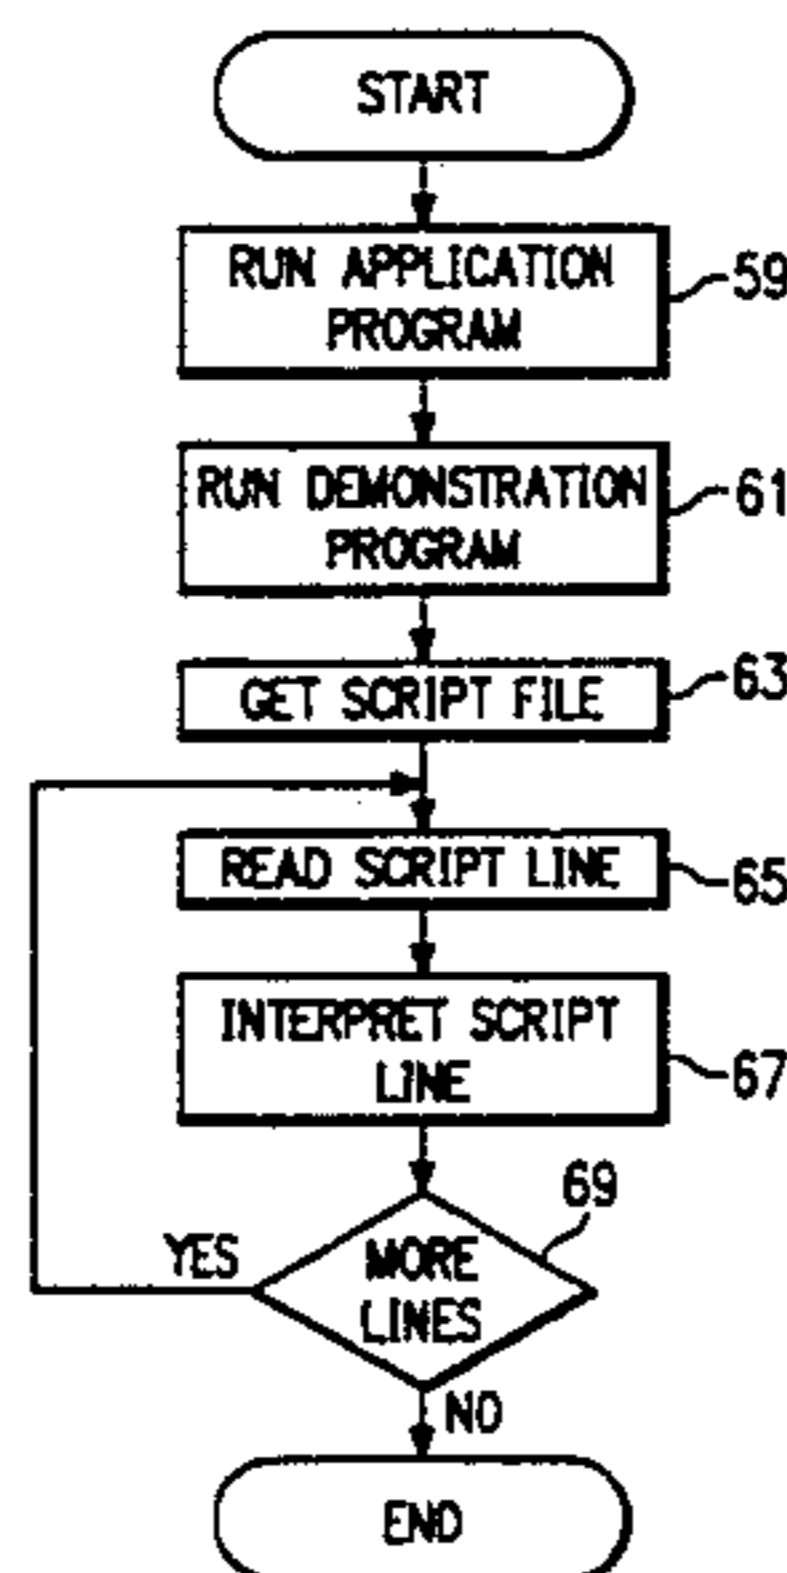 START
RUN APPLICATION
PROGRAM
59
RUN DEMONSTRATION
PROGRAM
61
GET SCRIPT FILE
63
READ SCRIPT LINE
65
INTERPRET SCRIPT
LINE
67
69
YES
MORE
LINES
NO
END